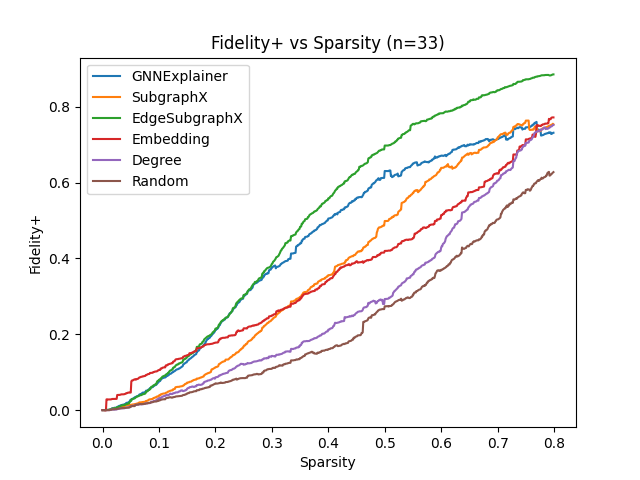 Fidelity+ vs Sparsity (n=33)
GNNExplainer
SubgraphX
EdgeSubgraphX
Embedding
Degree
Random
Fidelity+
0.8
0.6
0.4
0.2
0.0
0.0 0.1 0.2 0.3 0.4 0.5 0.6 0.7 0.8
Sparsity